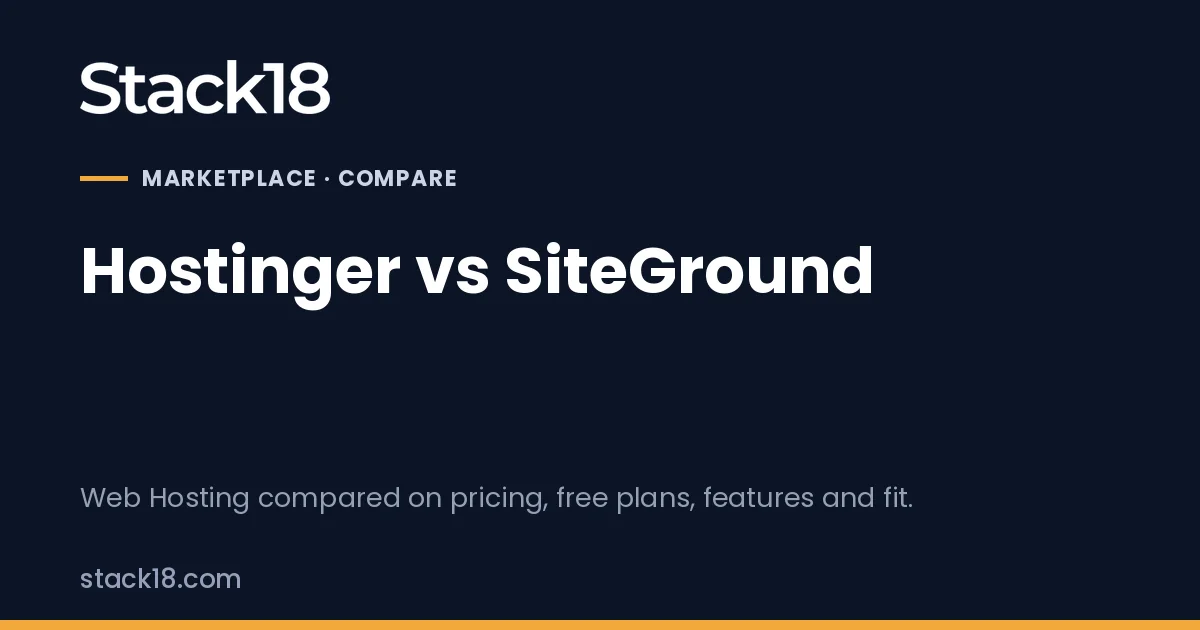 Stack18
MARKETPLACE · COMPARE
Hostinger vs SiteGround
Web Hosting compared on pricing, free plans, features and fit.
stack18.com